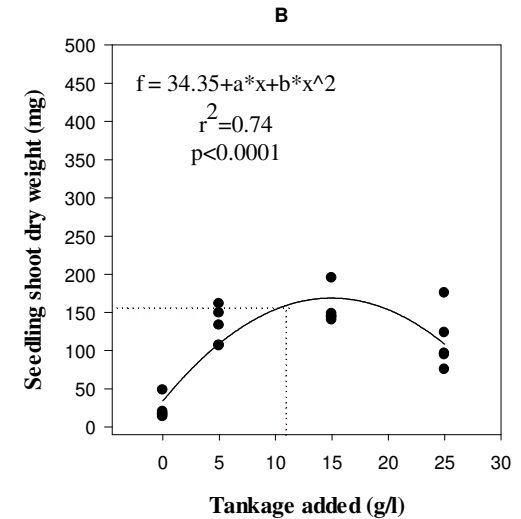 B
500
450
400
350
300
250
200
150
100
50
0
Seedling shoot dry weight (mg)
f = 34.35+a*x+b*x^2
r2=0.74
p<0.0001
0 5 10 15 20 25 30
Tankage added (g/l)